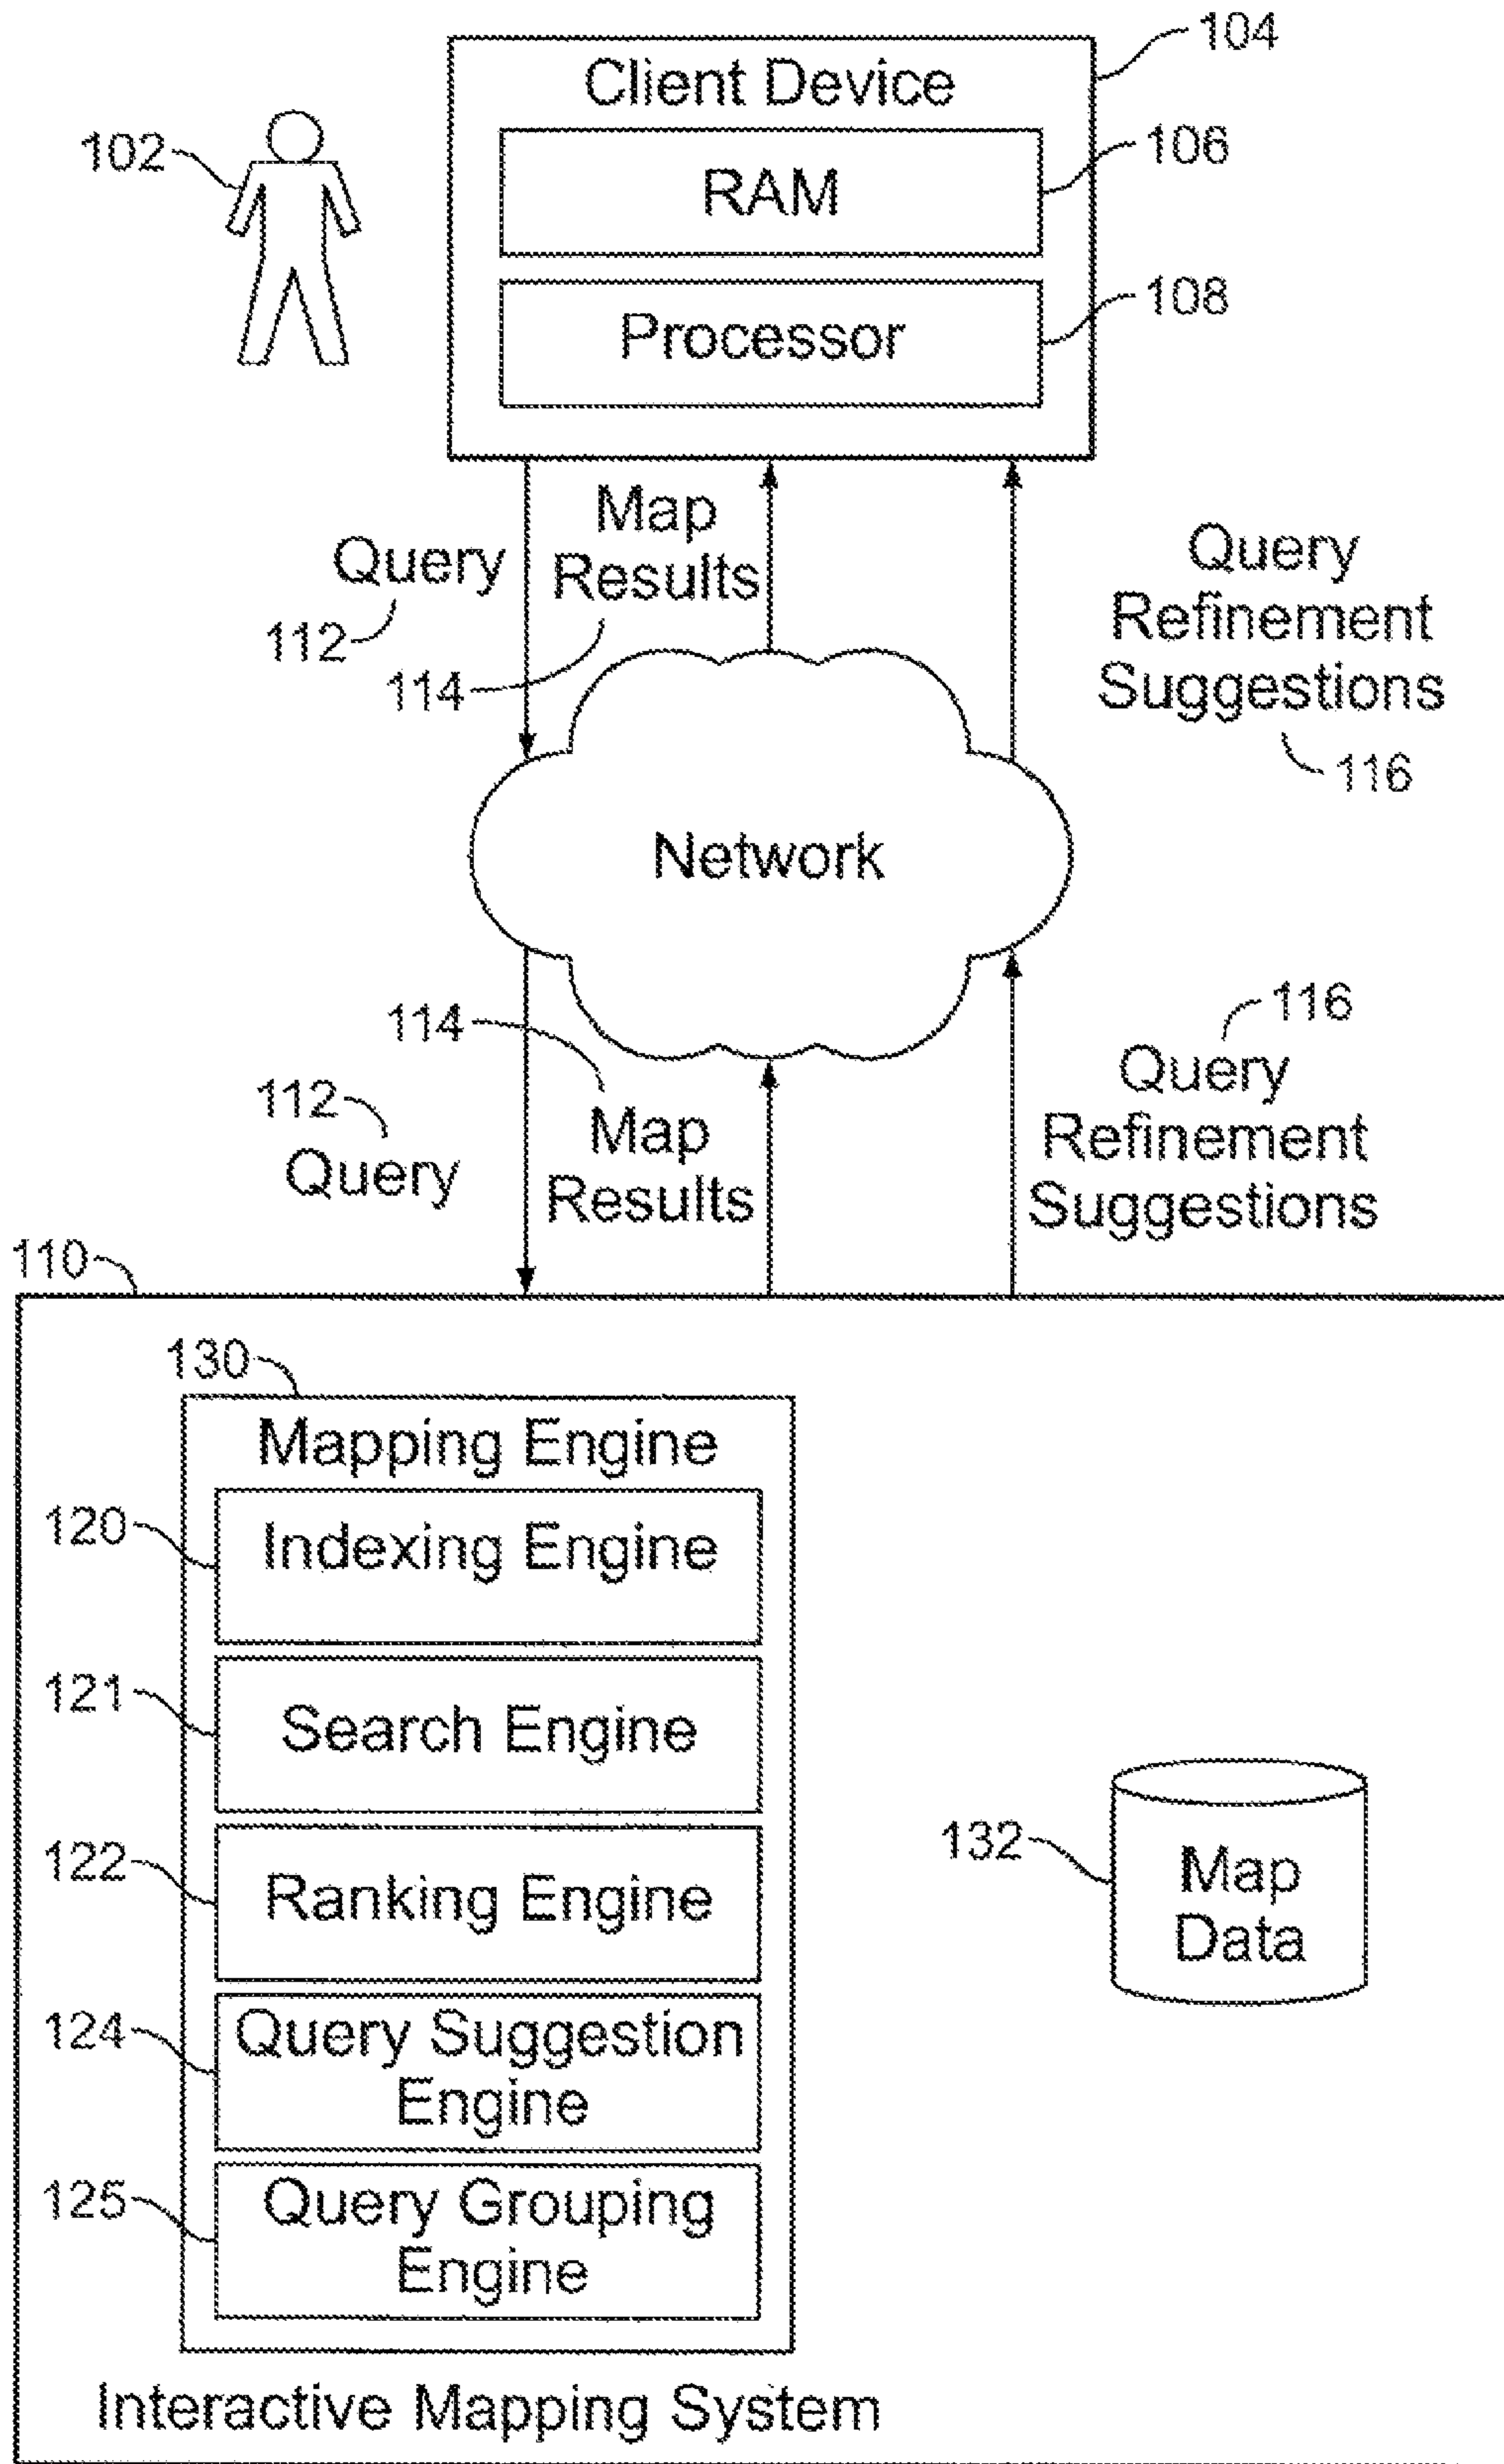 104
Client Device
102
RAM
106
Processor
108
Query
112
Map
Results
114
Query
Refinement
Suggestions
116
Network
114
Map
Results
112
Query
116
Query
Refinement
Suggestions
110
130
Mapping Engine
120
Indexing Engine
121
Search Engine
122
Ranking Engine
124
Query Suggestion
Engine
125
Query Grouping
Engine
132
Map
Data
Interactive Mapping System